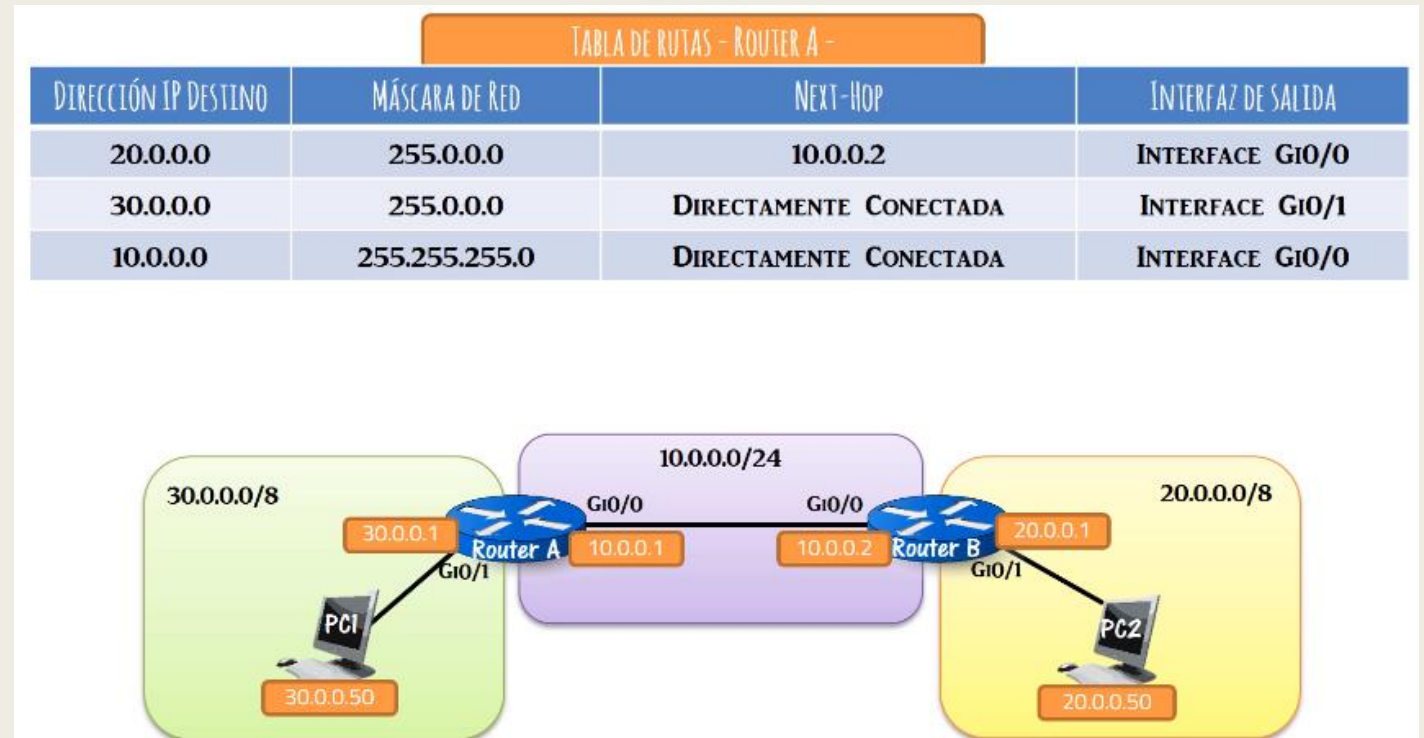 Tabla de rutas - Router A -
Dirección IP Destino Máscara de Red Next-Hop Interfaz de salida
20.0.0.0 255.0.0.0 10.0.0.2 Interface Gi0/0
30.0.0.0 255.0.0.0 Directamente Conectada Interface Gi0/1
10.0.0.0 255.255.255.0 Directamente Conectada Interface Gi0/0
10.0.0.0/24
30.0.0.0/8
20.0.0.0/8
Gi0/0
Gi0/0
30.0.0.1
Router A
10.0.0.1
10.0.0.2
Router B
20.0.0.1
Gi0/1
Gi0/1
PC1
PC2
30.0.0.50
20.0.0.50